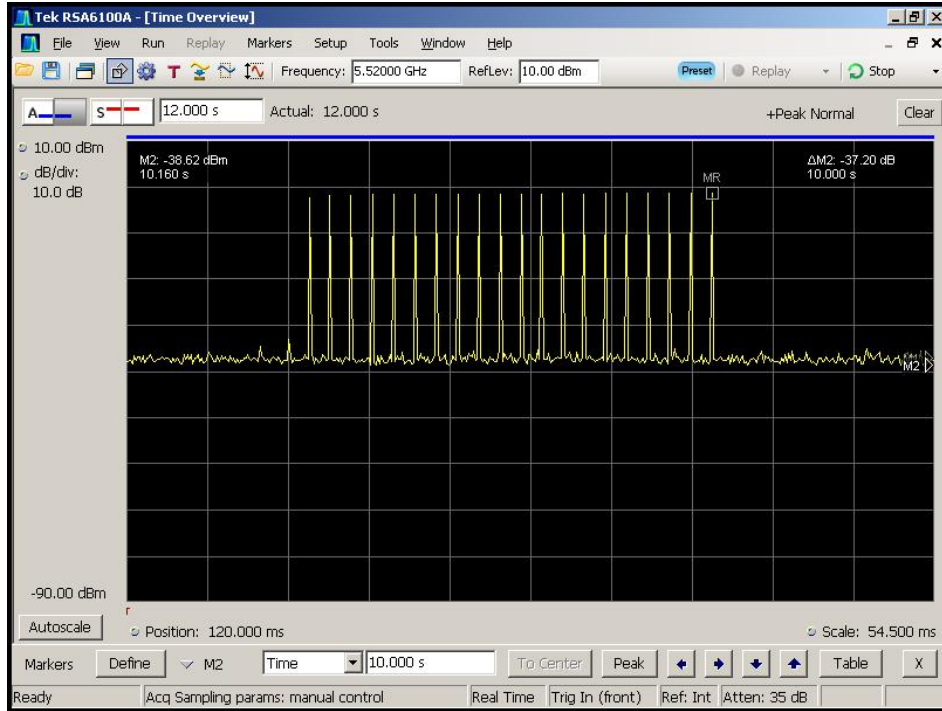 Tek RSA6100A - [Time Overview]
File View Run Replay Markers Setup Tools Window Help
T Frequency: 5.52000 GHz RefLev: 10.00 dBm Preset Replay Stop
A S 12.000 s Actual: 12.000 s +Peak Normal Clear
10.00 dBm
dB/div:
10.0 dB
M2: -38.62 dBm
10.160 s
ΔM2: -37.20 dB
10.000 s
MR
M2
-90.00 dBm
r
Autoscale Position: 120.000 ms Scale: 54.500 ms
Markers Define M2 Time 10.000 s To Center Peak Table X
Ready Acq Sampling params: manual control Real Time Trig In (front) Ref: Int Atten: 35 dB